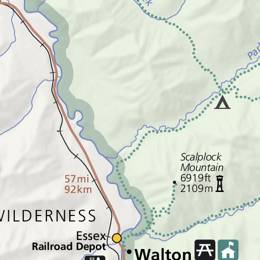 Scalplock
Mountain
6919ft
2109m
57mi
92km
WILDERNESS
Essex
Railroad Depot
Walton